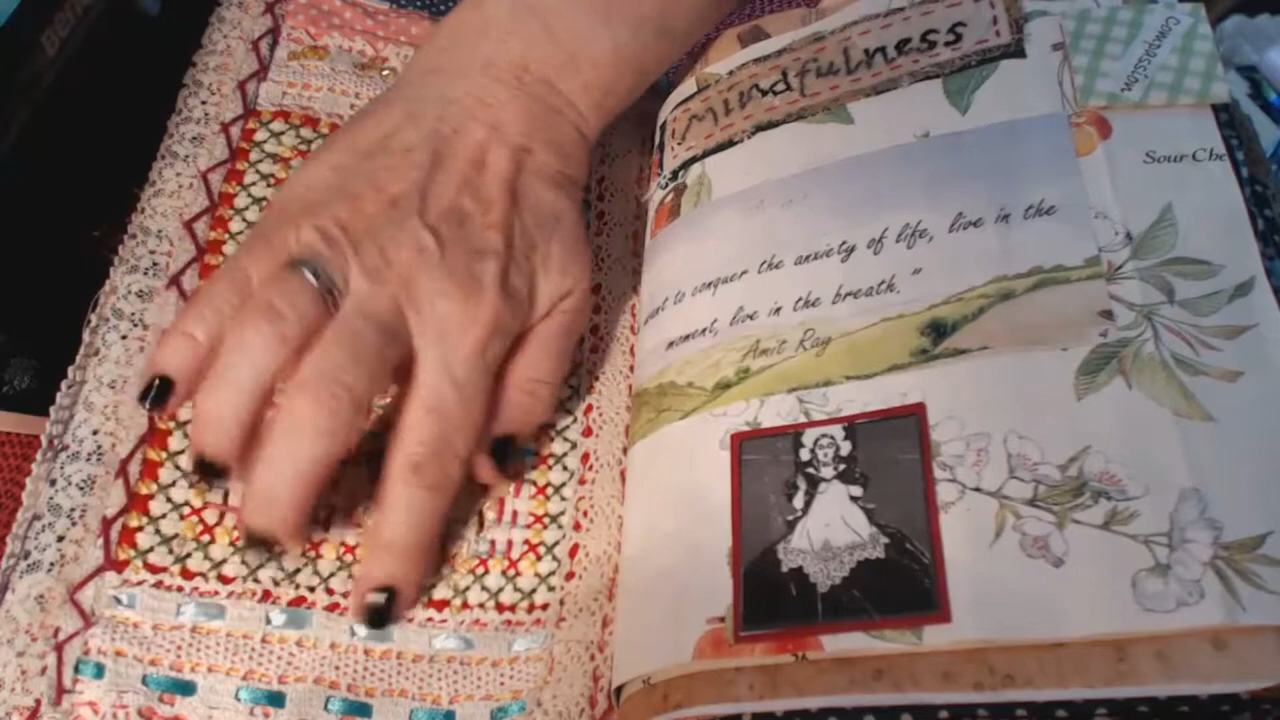 Mindfulness
compassion
Sour Che
want to conquer the anxiety of life, live in the
moment, live in the breath."
Amit Ray